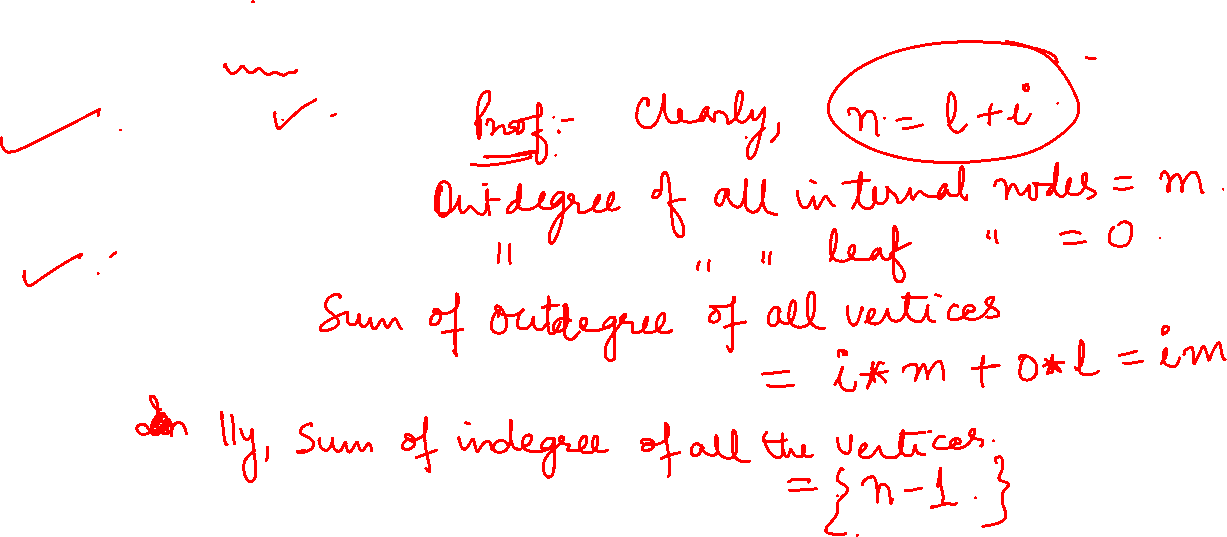 Proof:- Clearly, n = l + i
Outdegree of all internal nodes = m.
" " " leaf " = 0.
Sum of outdegree of all vertices
= i * m + 0 * l = im
lly, Sum of indegree of all the vertices.
= {n-1.}